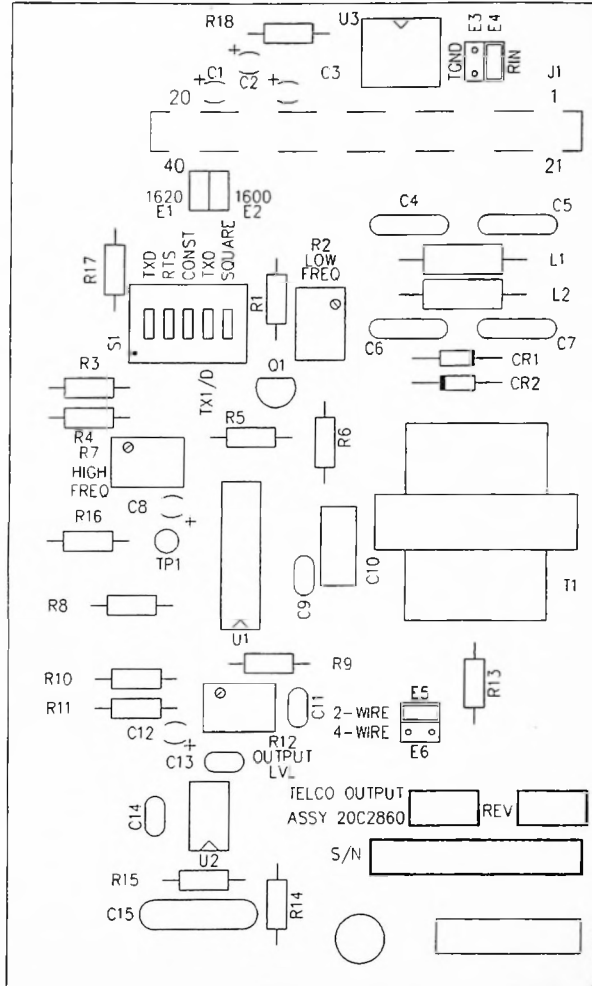 R18
U3
E3
E4
TGND
RIN
C1
C2
C3
J1
20
1
40
21
1620
E1
1600
E2
C4
C5
R17
TXD
RTS
CONST
TXO
SQUARE
R1
R2
LOW
FREQ
L1
L2
S1
C6
C7
CR1
CR2
TX1/D
Q1
R3
R4
R5
R6
R7
HIGH
FREQ
C8
R16
TP1
C9
C10
T1
R8
U1
R9
R10
R11
C11
R13
E5
2-WIRE
4-WIRE
E6
C12
R12
C13
OUTPUT
LVL
C14
TELCO OUTPUT
ASSY 20C2860
REV
S/N
U2
R15
R14
C15